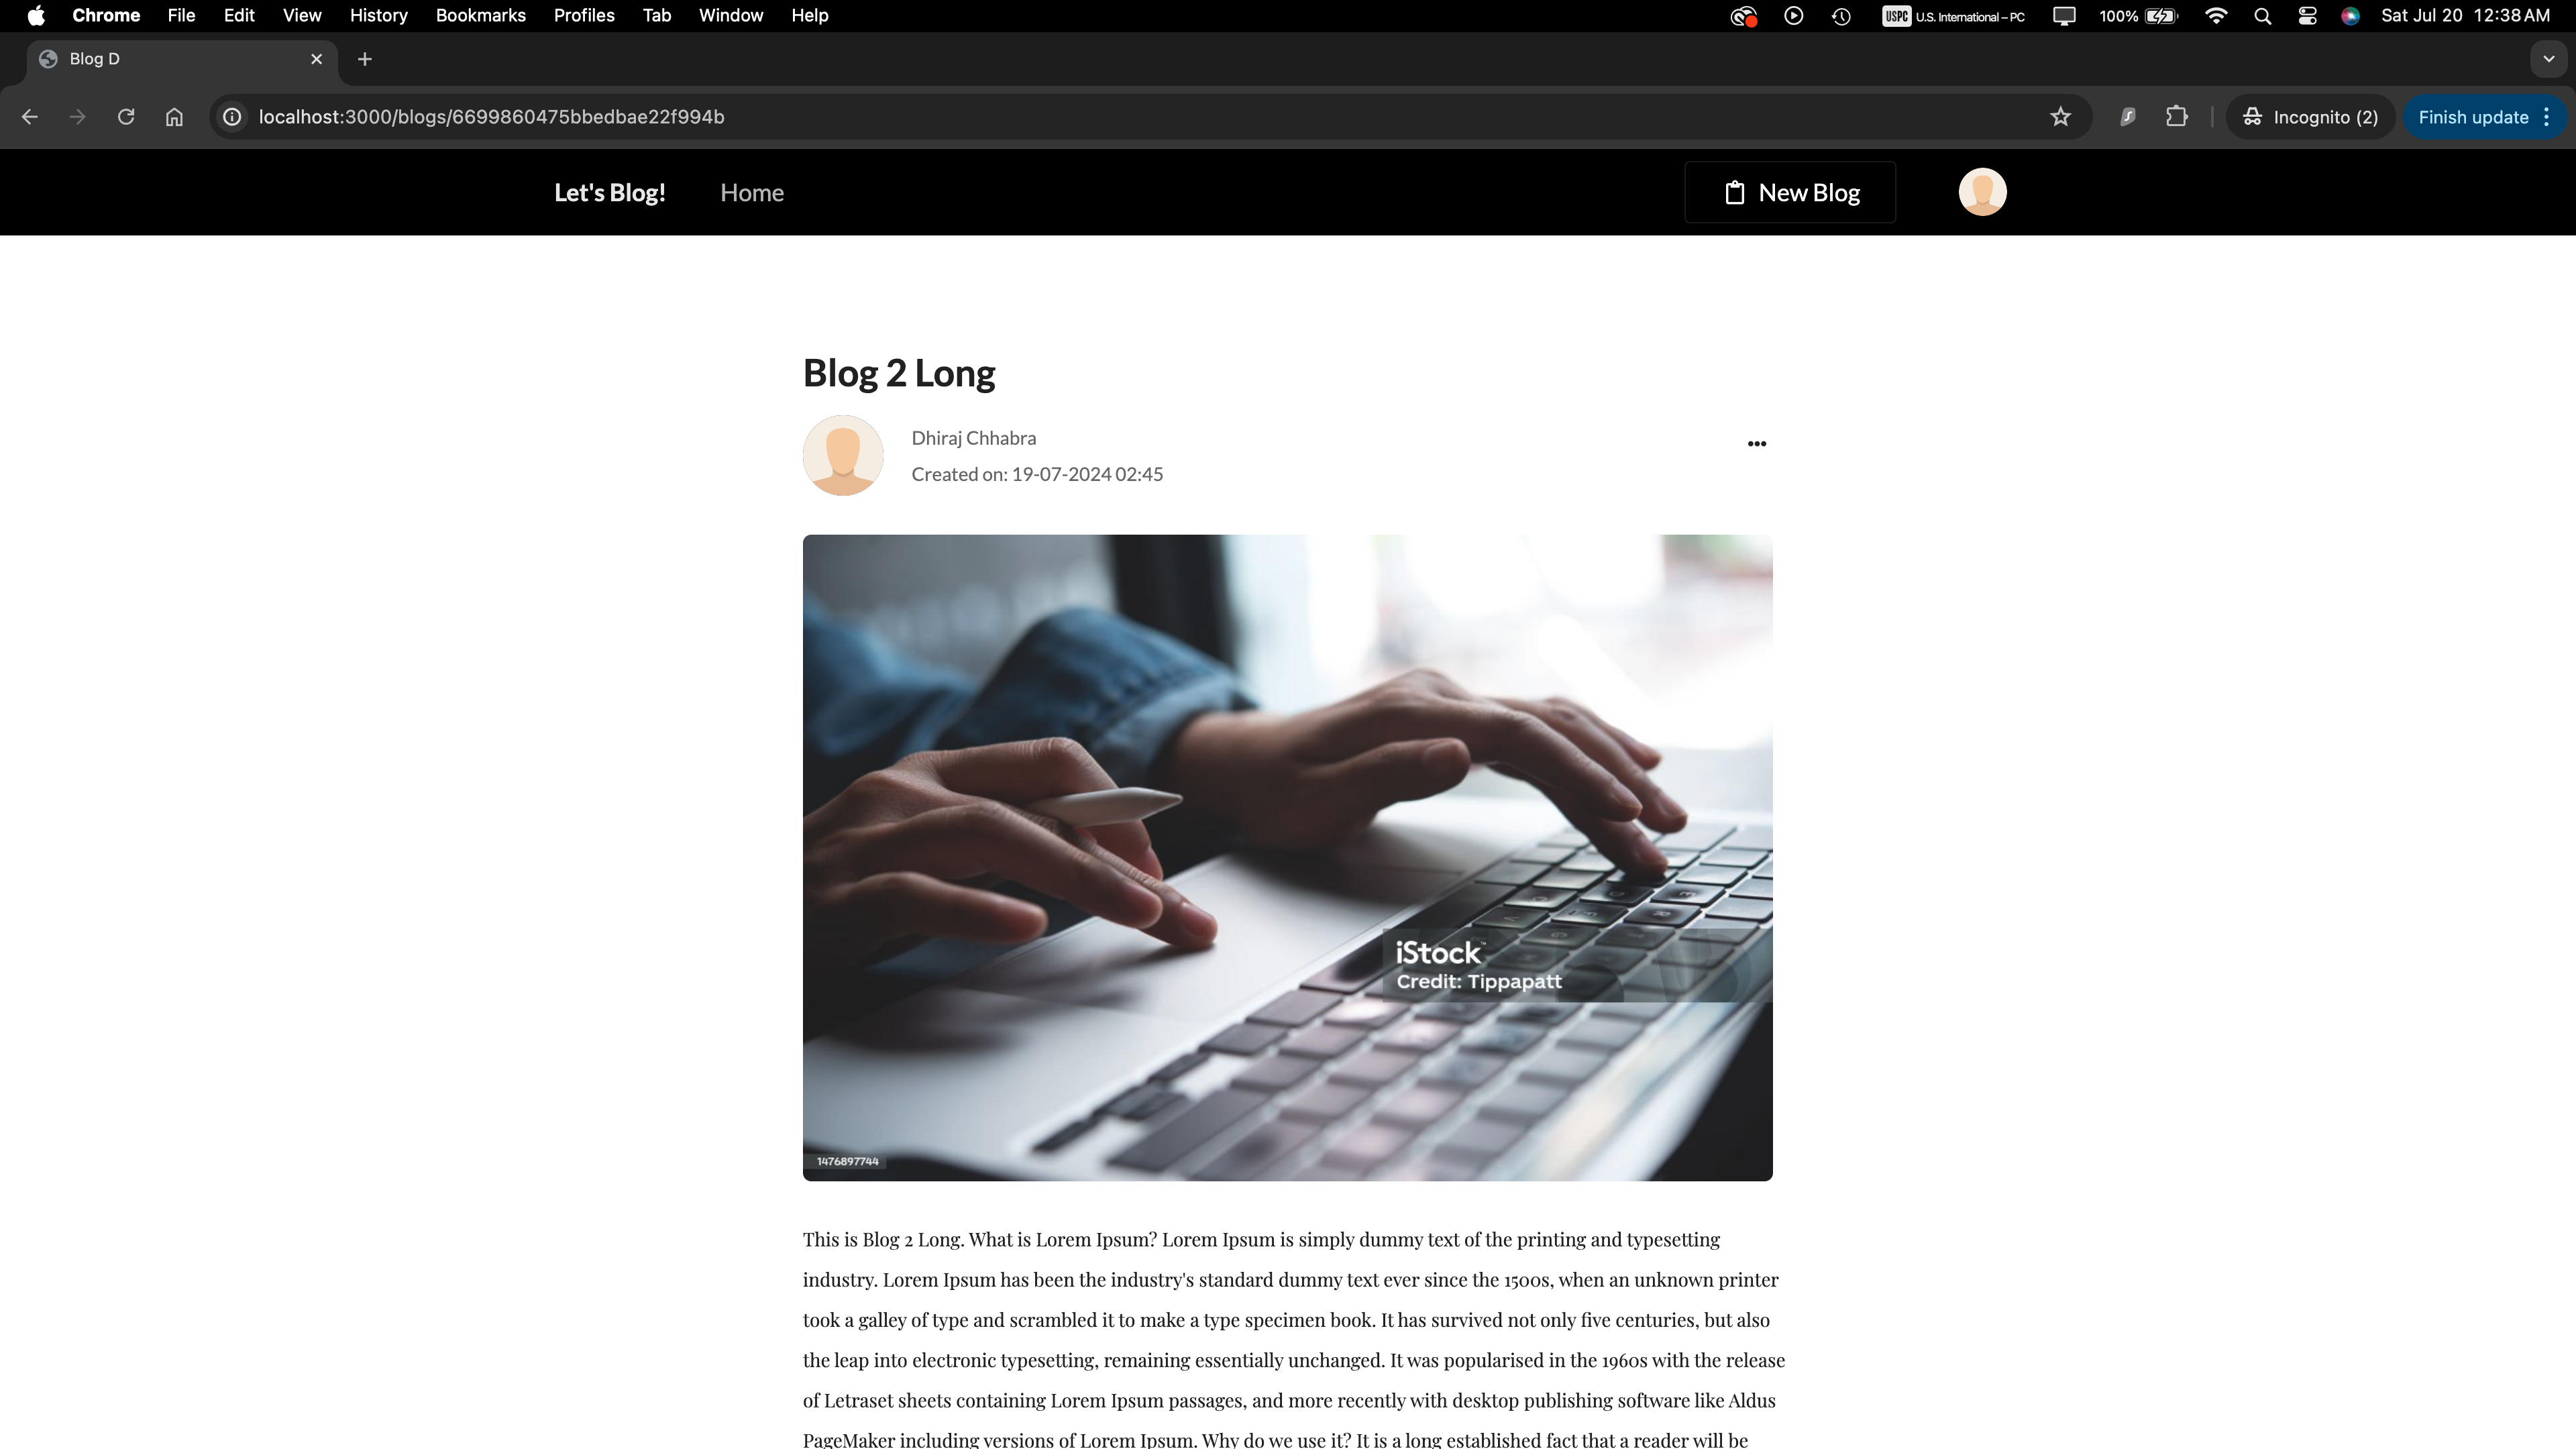 Chrome File Edit View History Bookmarks Profiles Tab Window Help USPC U.S. International – PC 100% Sat Jul 20 12:38 AM
Blog D
localhost:3000/blogs/6699860475bbedbae22f994b Incognito (2) Finish update
Let's Blog! Home New Blog
Blog 2 Long
Dhiraj Chhabra
Created on: 19-07-2024 02:45
iStock™
Credit: Tippapatt
1476897744
This is Blog 2 Long. What is Lorem Ipsum? Lorem Ipsum is simply dummy text of the printing and typesetting
industry. Lorem Ipsum has been the industry's standard dummy text ever since the 1500s, when an unknown printer
took a galley of type and scrambled it to make a type specimen book. It has survived not only five centuries, but also
the leap into electronic typesetting, remaining essentially unchanged. It was popularised in the 1960s with the release
of Letraset sheets containing Lorem Ipsum passages, and more recently with desktop publishing software like Aldus
PageMaker including versions of Lorem Ipsum. Why do we use it? It is a long established fact that a reader will be